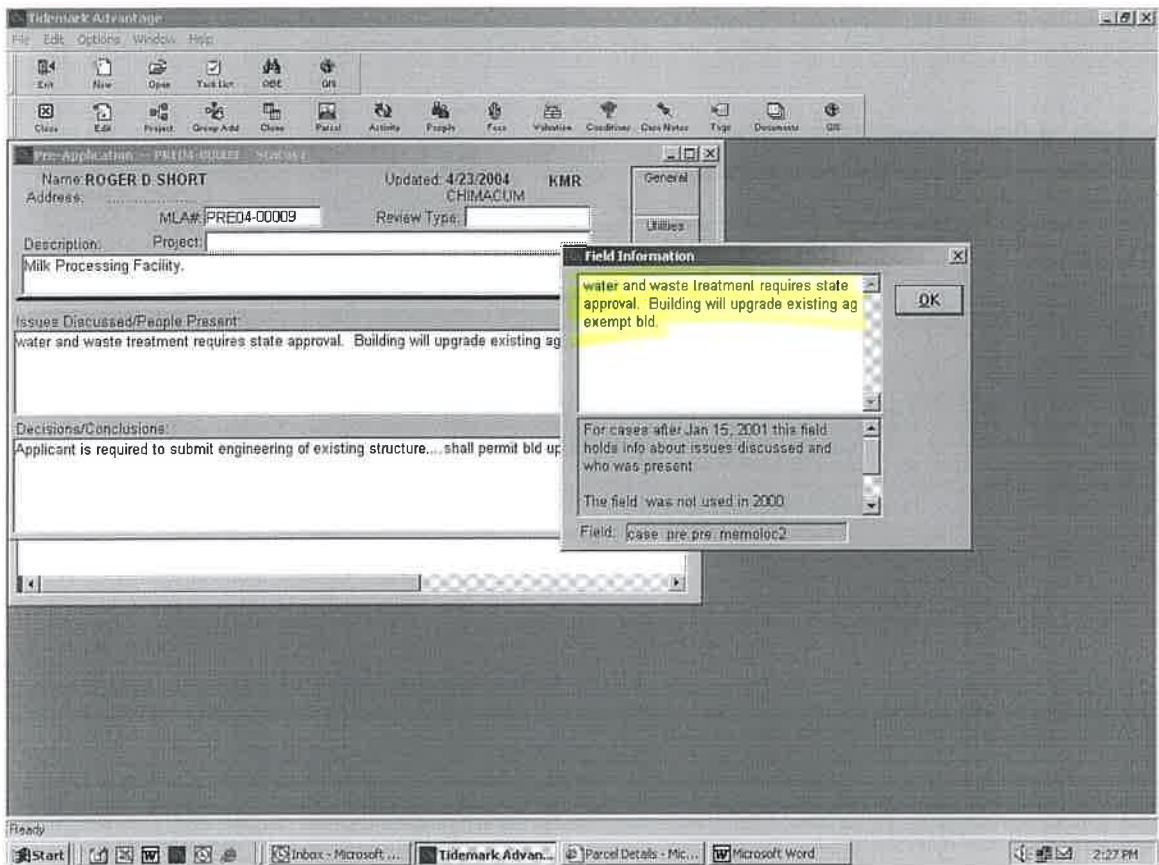 Tidemark Advantage
File Edit Options Window Help
Exit New Open Task List QBE GIS
Close Edit Project Group Add Clone Parcel Activity People Fees Valuation Conditions Case Notes Tags Documents GIS
Pre-Application -- PRE04-00009 Status:
Name: ROGER D SHORT Updated: 4/23/2004 KMR General
Address: CHIMACUM
MLA#: PRE04-00009 Review Type: Utilities
Description: Project:
Milk Processing Facility.
Issues Discussed/People Present:
water and waste treatment requires state approval. Building will upgrade existing ag
Decisions/Conclusions:
Applicant is required to submit engineering of existing structure....shall permit bld up
Field Information
water and waste treatment requires state
approval. Building will upgrade existing ag
exempt bld.
OK
For cases after Jan 15, 2001 this field
holds info about issues discussed and
who was present
The field was not used in 2000
Field: case_pre.pre_memoloc2
Ready
Start Inbox - Microsoft ... Tidemark Advan... Parcel Details - Mic... Microsoft Word 2:27 PM